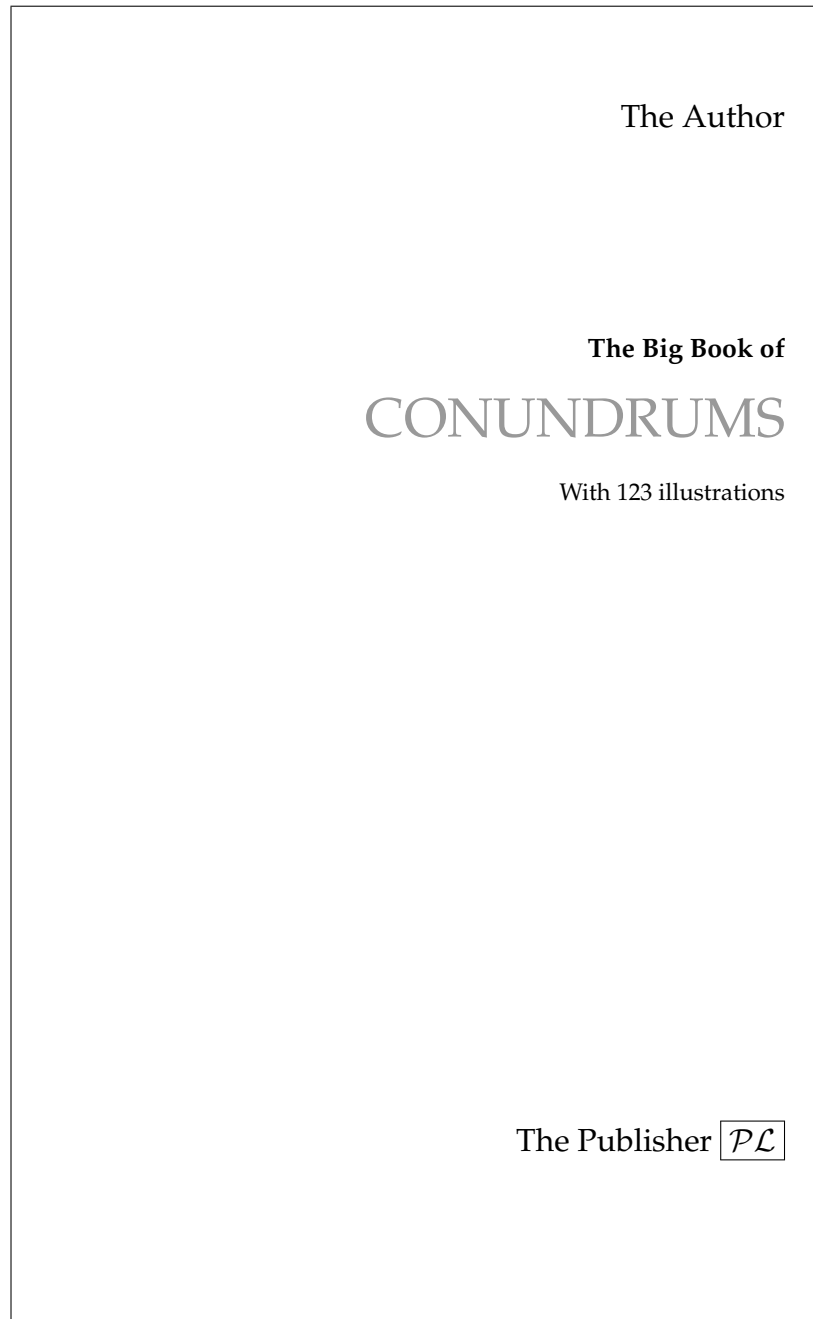 The Author
The Big Book of
CONUNDRUMS
With 123 illustrations
The Publisher PL